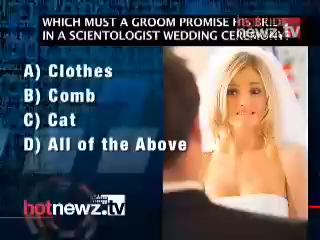 WHICH MUST A GROOM PROMISE HIS BRIDE
IN A SCIENTOLOGIST WEDDING CEREMONY?
newz.tv
A) Clothes
B) Comb
C) Cat
D) All of the Above
hotnewz.tv